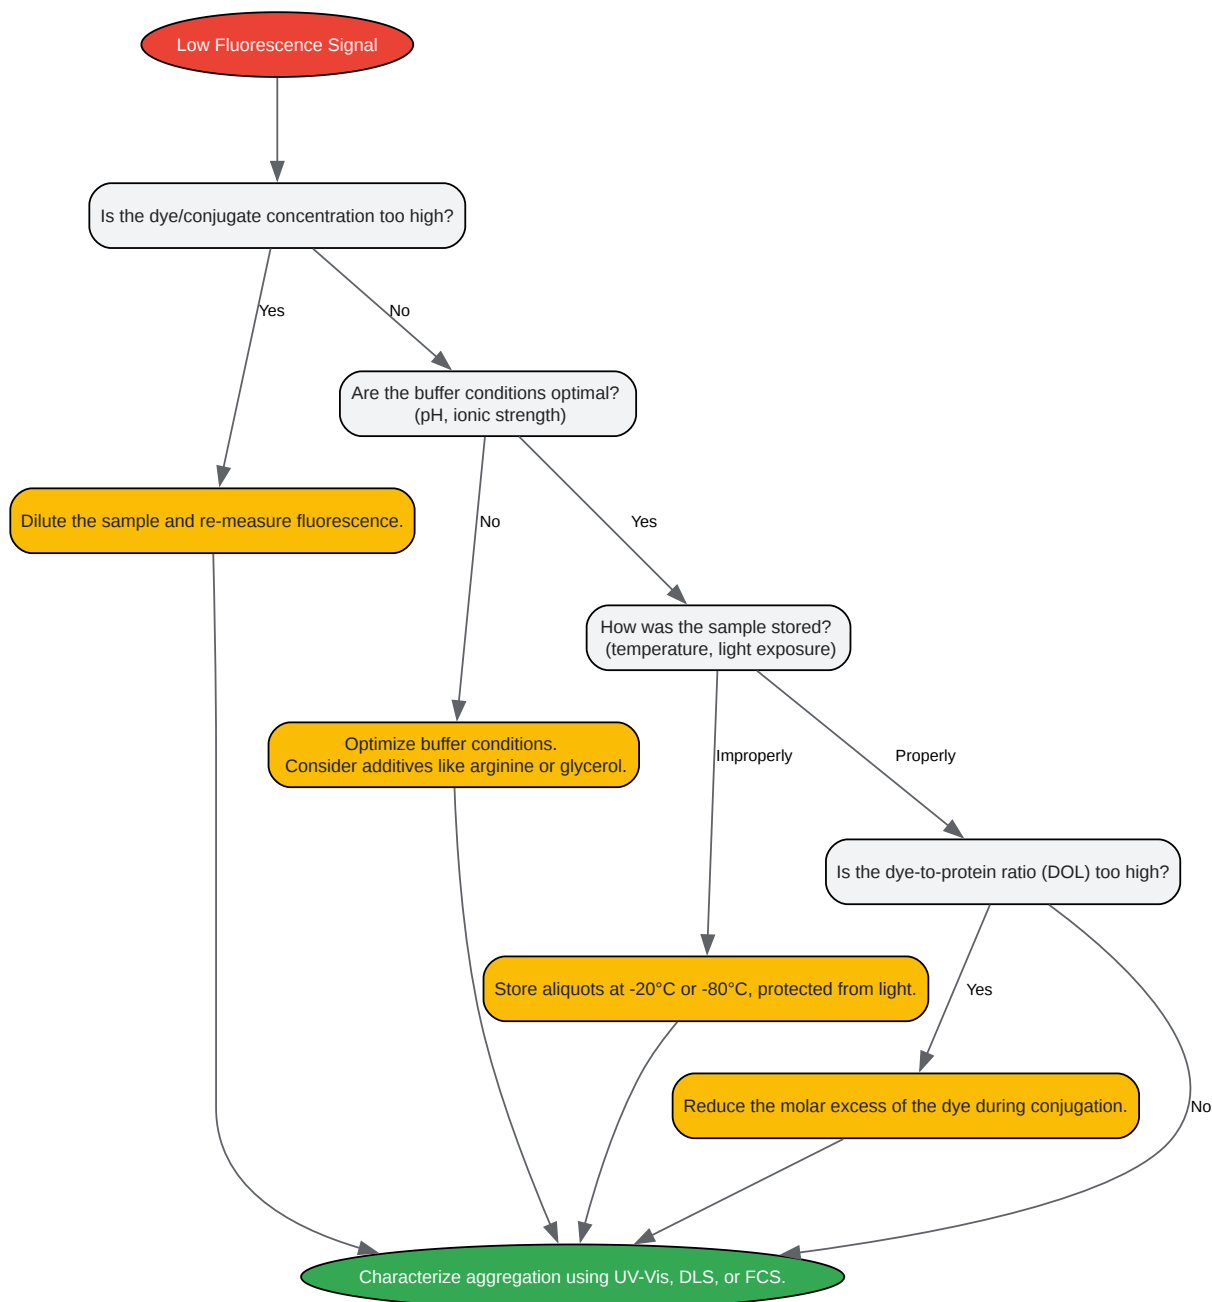 Low Fluorescence Signal
Is the dye/conjugate concentration too high?
Yes
No
Are the buffer conditions optimal?
(pH, ionic strength)
Dilute the sample and re-measure fluorescence.
No
Yes
How was the sample stored?
(temperature, light exposure)
Optimize buffer conditions.
Consider additives like arginine or glycerol.
Improperly
Properly
Is the dye-to-protein ratio (DOL) too high?
Store aliquots at -20°C or -80°C, protected from light.
Yes
Reduce the molar excess of the dye during conjugation.
No
Characterize aggregation using UV-Vis, DLS, or FCS.